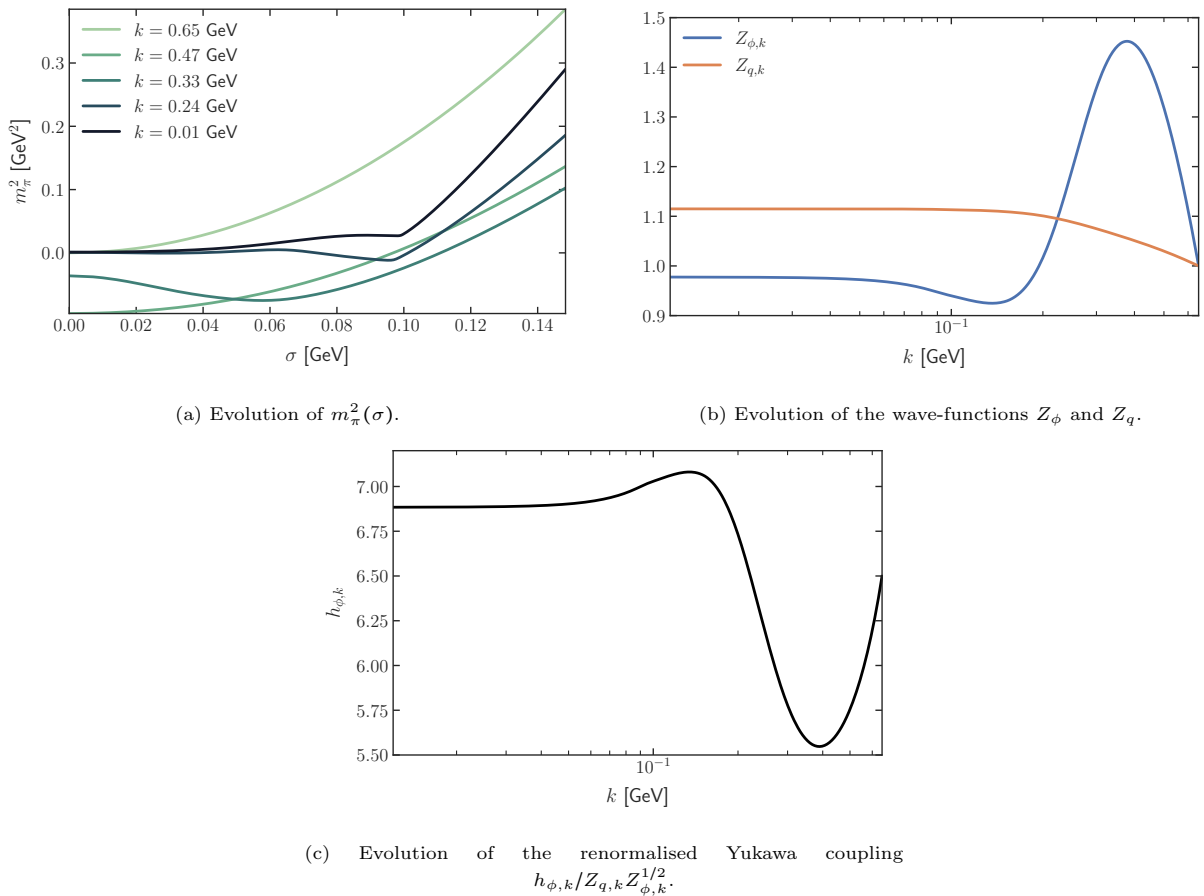 k = 0.65 GeV
k = 0.47 GeV
k = 0.33 GeV
k = 0.24 GeV
k = 0.01 GeV
0.3
0.2
0.1
0.0
m²_π [GeV²]
0.00 0.02 0.04 0.06 0.08 0.10 0.12 0.14
σ [GeV]
(a) Evolution of m²_π(σ).
Z_{ϕ,k}
Z_{q,k}
1.5
1.4
1.3
1.2
1.1
1.0
0.9
10⁻¹
k [GeV]
(b) Evolution of the wave-functions Z_ϕ and Z_q.
7.00
6.75
6.50
6.25
6.00
5.75
5.50
h_{ϕ,k}
10⁻¹
k [GeV]
(c) Evolution of the renormalised Yukawa coupling
h_{ϕ,k}/Z_{q,k}Z_{ϕ,k}^{1/2}.